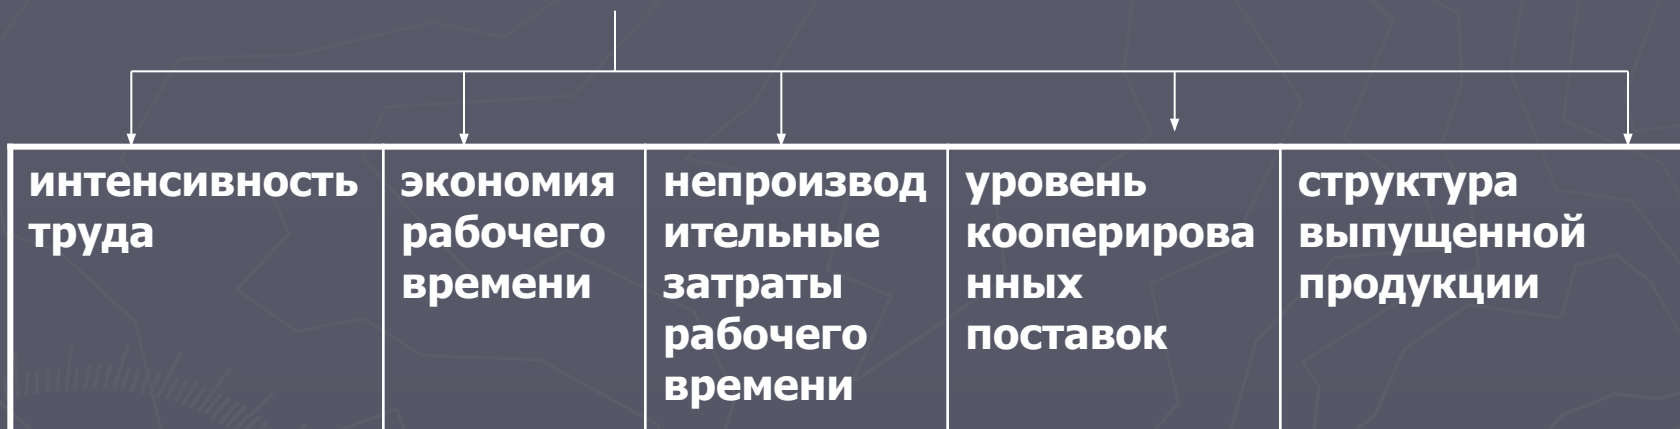 интенсивность
труда
экономия
рабочего
времени
непроизвод
ительные
затраты
рабочего
времени
уровень
кооперирова
нных
поставок
структура
выпущенной
продукции